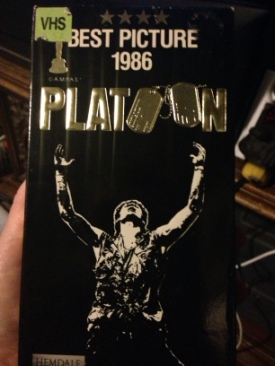 VHS
BEST PICTURE
1986
©A.M.P.A.S.®
PLATOON
HEMDALE